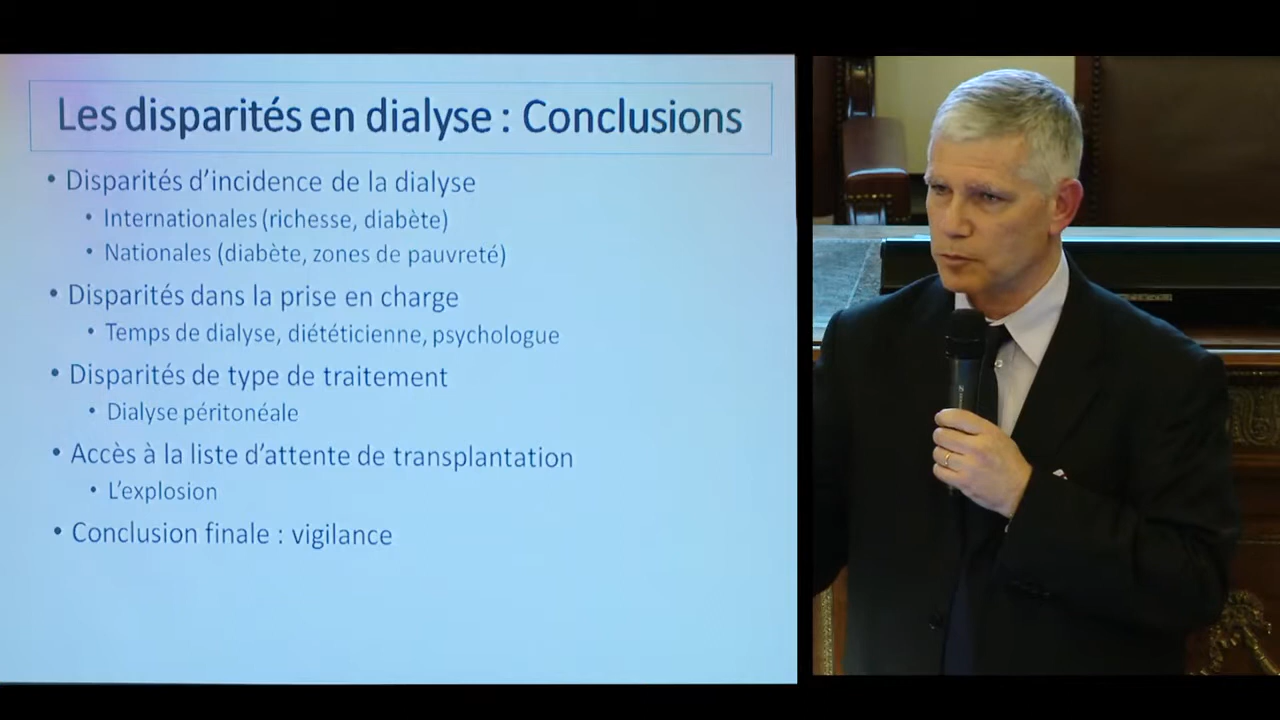 Les disparités en dialyse : Conclusions
• Disparités d'incidence de la dialyse
• Internationales (richesse, diabète)
• Nationales (diabète, zones de pauvreté)
• Disparités dans la prise en charge
• Temps de dialyse, diététicienne, psychologue
• Disparités de type de traitement
• Dialyse péritonéale
• Accès à la liste d'attente de transplantation
• L'explosion
• Conclusion finale : vigilance